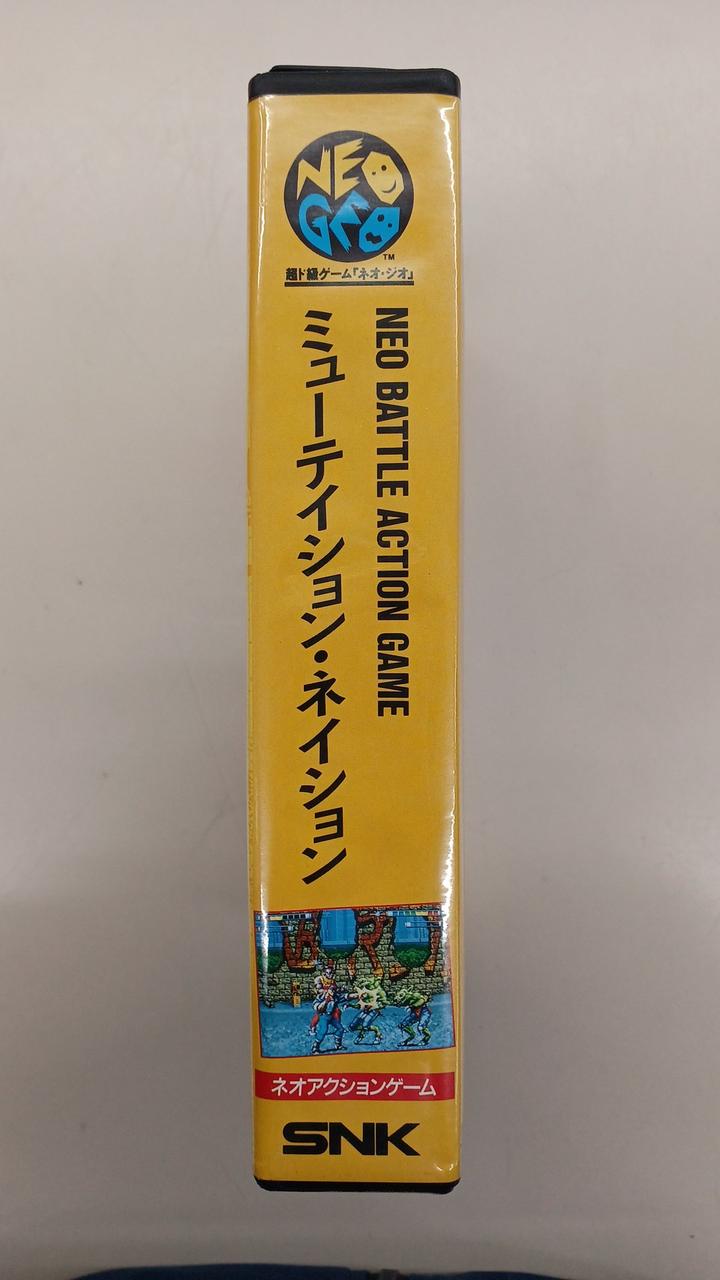 NEO
GEO
TM
超ド級ゲーム「ネオ・ジオ」
NEO BATTLE ACTION GAME
ミューテイション・ネイション
ネオアクションゲーム
SNK